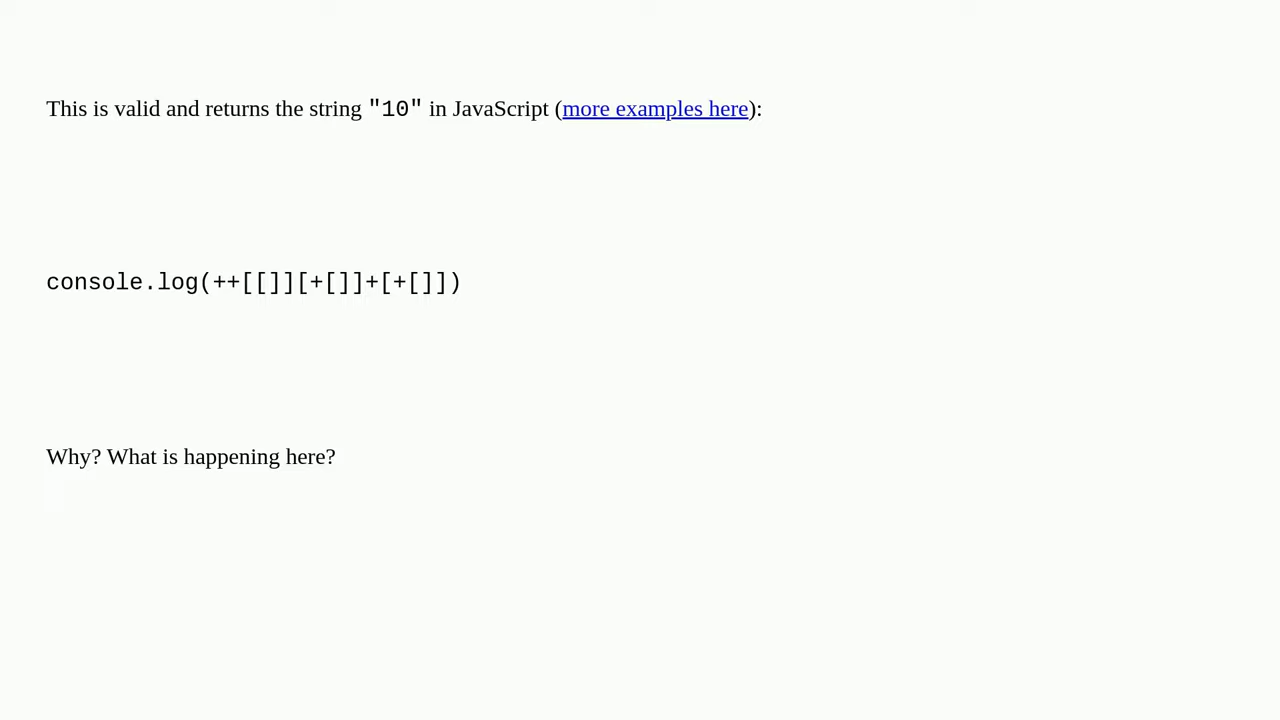 This is valid and returns the string "10" in JavaScript (more examples here):
console.log(++[[]][+[]]+[+[]])
Why? What is happening here?